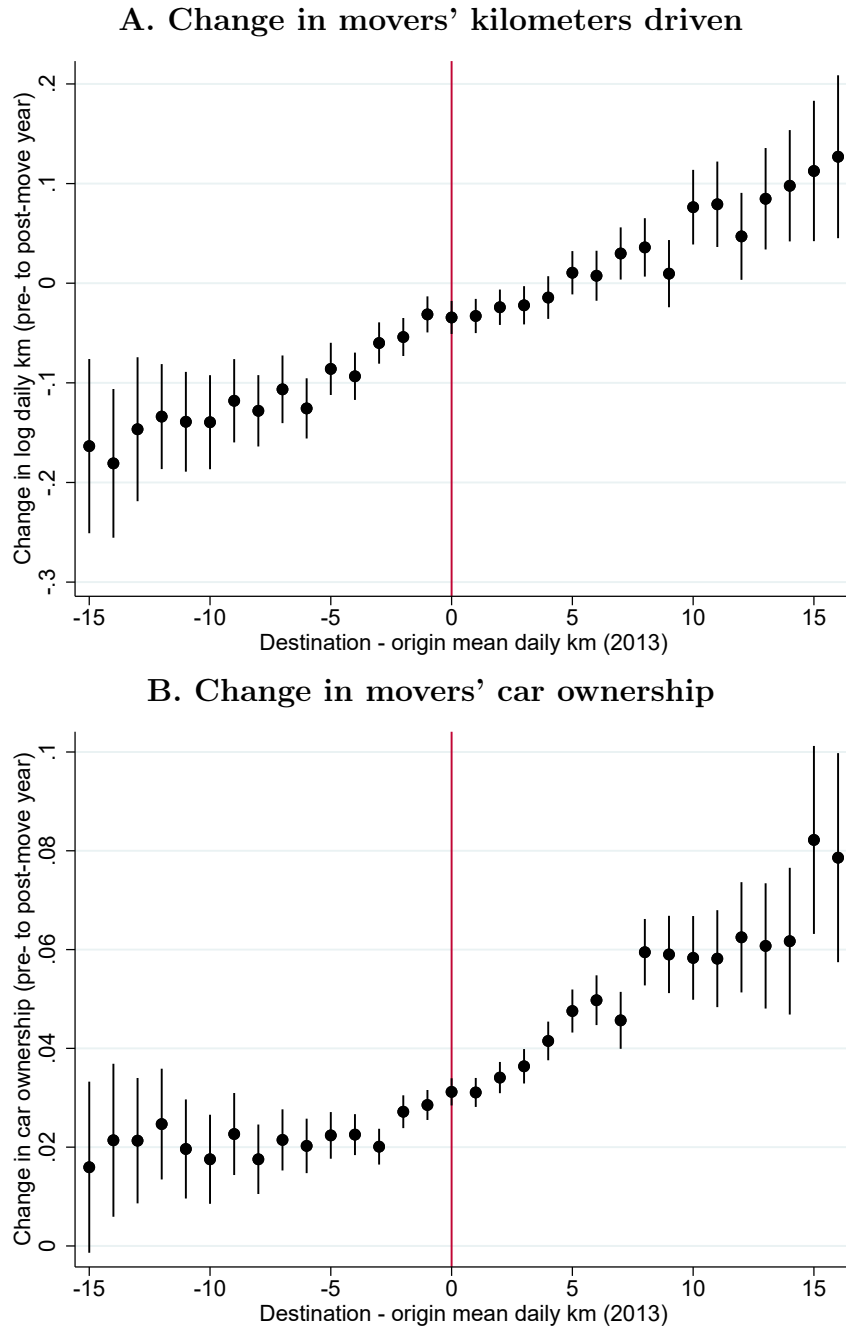 A. Change in movers’ kilometers driven
Change in log daily km (pre- to post-move year)
.2
.1
0
-.1
-.2
-.3
-15 -10 -5 0 5 10 15
Destination - origin mean daily km (2013)
B. Change in movers’ car ownership
Change in car ownership (pre- to post-move year)
.1
.08
.06
.04
.02
0
-15 -10 -5 0 5 10 15
Destination - origin mean daily km (2013)